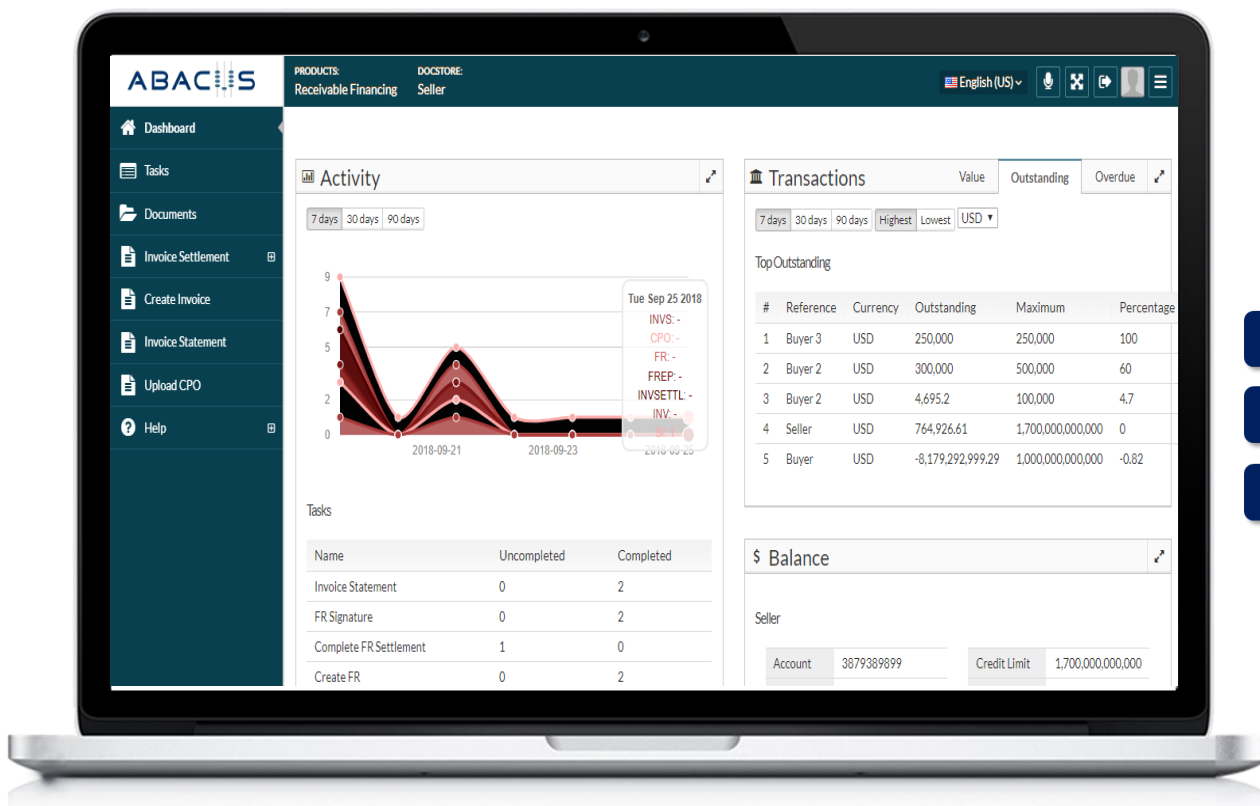 ABACUS
PRODUCTS:
Receivable Financing
DOCSTORE:
Seller
English (US)
Dashboard
Tasks
Documents
Invoice Settlement
Create Invoice
Invoice Statement
Upload CPO
Help
Activity
7 days 30 days 90 days
9
7
5
2
0
2018-09-21
2018-09-23
2018-09-25
Tue Sep 25 2018
INVS: -
CPO: -
FR: -
FREP: -
INVSETTL: -
INV: -
Tasks
Name Uncompleted Completed
Invoice Statement 0 2
FR Signature 0 2
Complete FR Settlement 1 0
Create FR 0 2
Transactions
Value Outstanding Overdue
7 days 30 days 90 days Highest Lowest USD
Top Outstanding
# Reference Currency Outstanding Maximum Percentage
1 Buyer 3 USD 250,000 250,000 100
2 Buyer 2 USD 300,000 500,000 60
3 Buyer 2 USD 4,695.2 100,000 4.7
4 Seller USD 764,926.61 1,700,000,000,000 0
5 Buyer USD -8,179,292,999.29 1,000,000,000,000 -0.82
$ Balance
Seller
Account 3879389899 Credit Limit 1,700,000,000,000